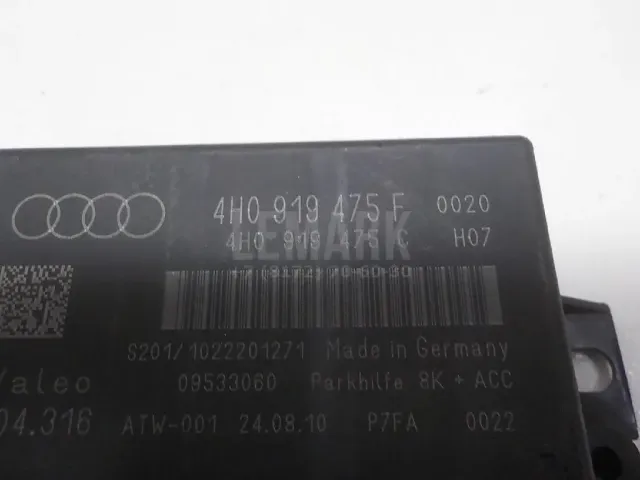 4H0 919 475 F 0020
4H0 919 475 C H07
LEMARK
S201/1022201271 Made in Germany
Valeo 09533060 Parkhilfe 8K + ACC
04.316 ATW-001 24.08.10 P7FA 0022